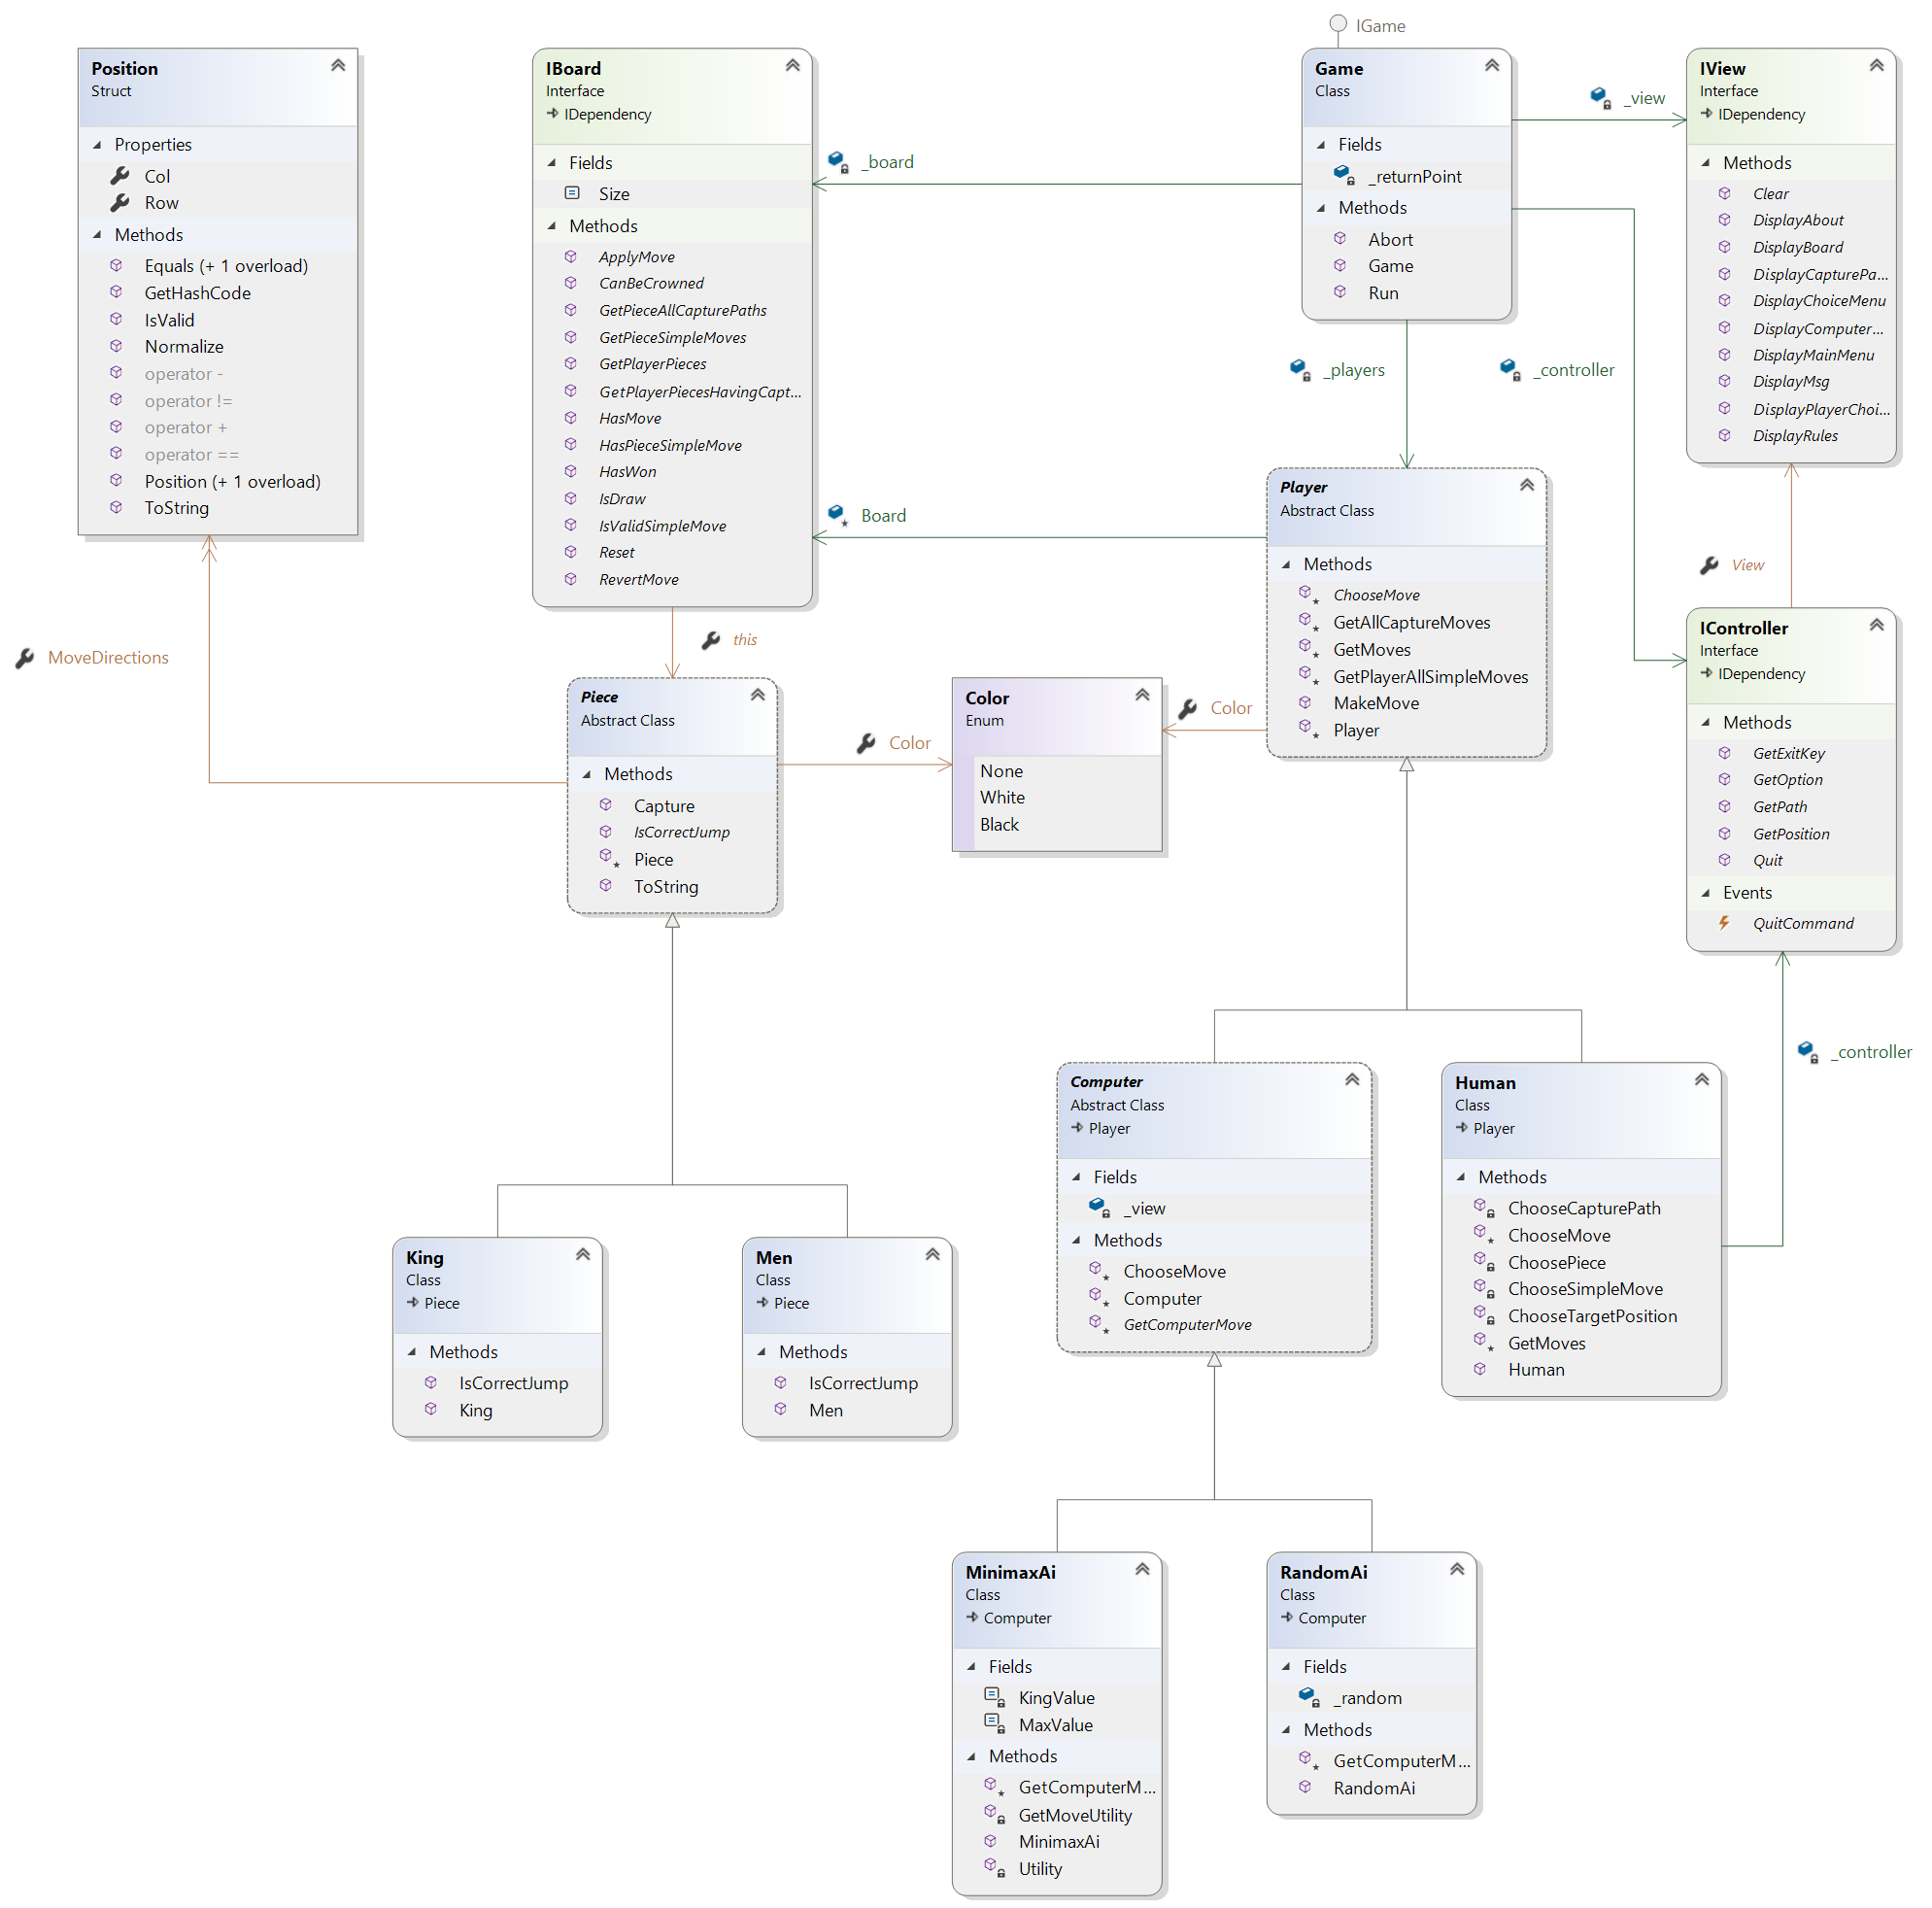 IGame
Position
Struct
Properties
Col
Row
Methods
Equals (+ 1 overload)
GetHashCode
IsValid
Normalize
operator -
operator !=
operator +
operator ==
Position (+ 1 overload)
ToString
IBoard
Interface
IDependency
Fields
Size
Methods
ApplyMove
CanBeCrowned
GetPieceAllCapturePaths
GetPieceSimpleMoves
GetPlayerPieces
GetPlayerPiecesHavingCapt...
HasMove
HasPieceSimpleMove
HasWon
IsDraw
IsValidSimpleMove
Reset
RevertMove
_board
Game
Class
Fields
_returnPoint
Methods
Abort
Game
Run
_view
IView
Interface
IDependency
Methods
Clear
DisplayAbout
DisplayBoard
DisplayCapturePa...
DisplayChoiceMenu
DisplayComputer...
DisplayMainMenu
DisplayMsg
DisplayPlayerChoi...
DisplayRules
_players
_controller
Board
Player
Abstract Class
Methods
ChooseMove
GetAllCaptureMoves
GetMoves
GetPlayerAllSimpleMoves
MakeMove
Player
View
MoveDirections
this
Piece
Abstract Class
Methods
Capture
IsCorrectJump
Piece
ToString
Color
Color
Enum
None
White
Black
Color
IController
Interface
IDependency
Methods
GetExitKey
GetOption
GetPath
GetPosition
Quit
Events
QuitCommand
_controller
Computer
Abstract Class
Player
Fields
_view
Methods
ChooseMove
Computer
GetComputerMove
Human
Class
Player
Methods
ChooseCapturePath
ChooseMove
ChoosePiece
ChooseSimpleMove
ChooseTargetPosition
GetMoves
Human
King
Class
Piece
Methods
IsCorrectJump
King
Men
Class
Piece
Methods
IsCorrectJump
Men
MinimaxAi
Class
Computer
Fields
KingValue
MaxValue
Methods
GetComputerM...
GetMoveUtility
MinimaxAi
Utility
RandomAi
Class
Computer
Fields
_random
Methods
GetComputerM...
RandomAi